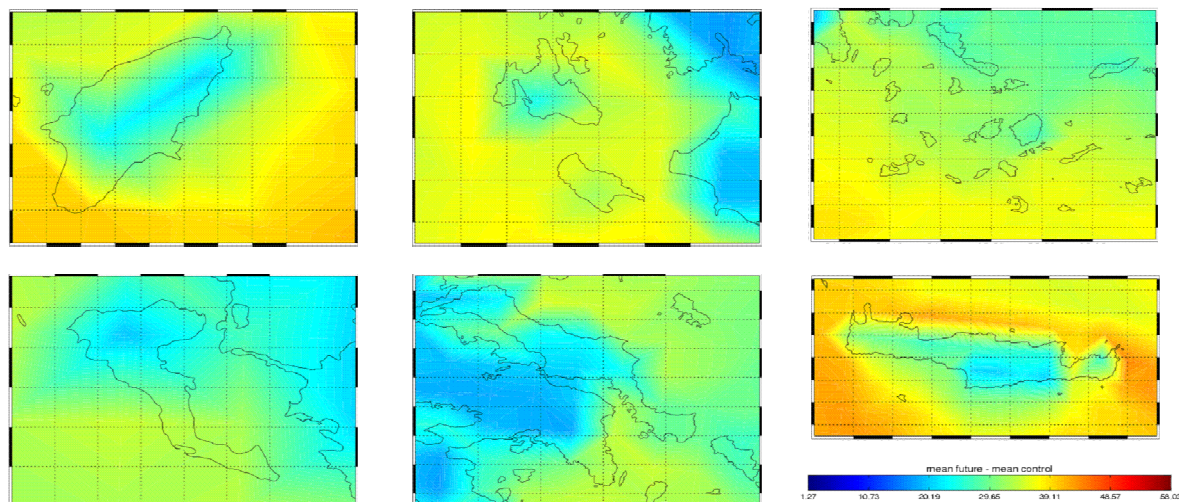 mean future - mean control
1.27 10.73 20.19 29.65 39.11 48.57 58.03